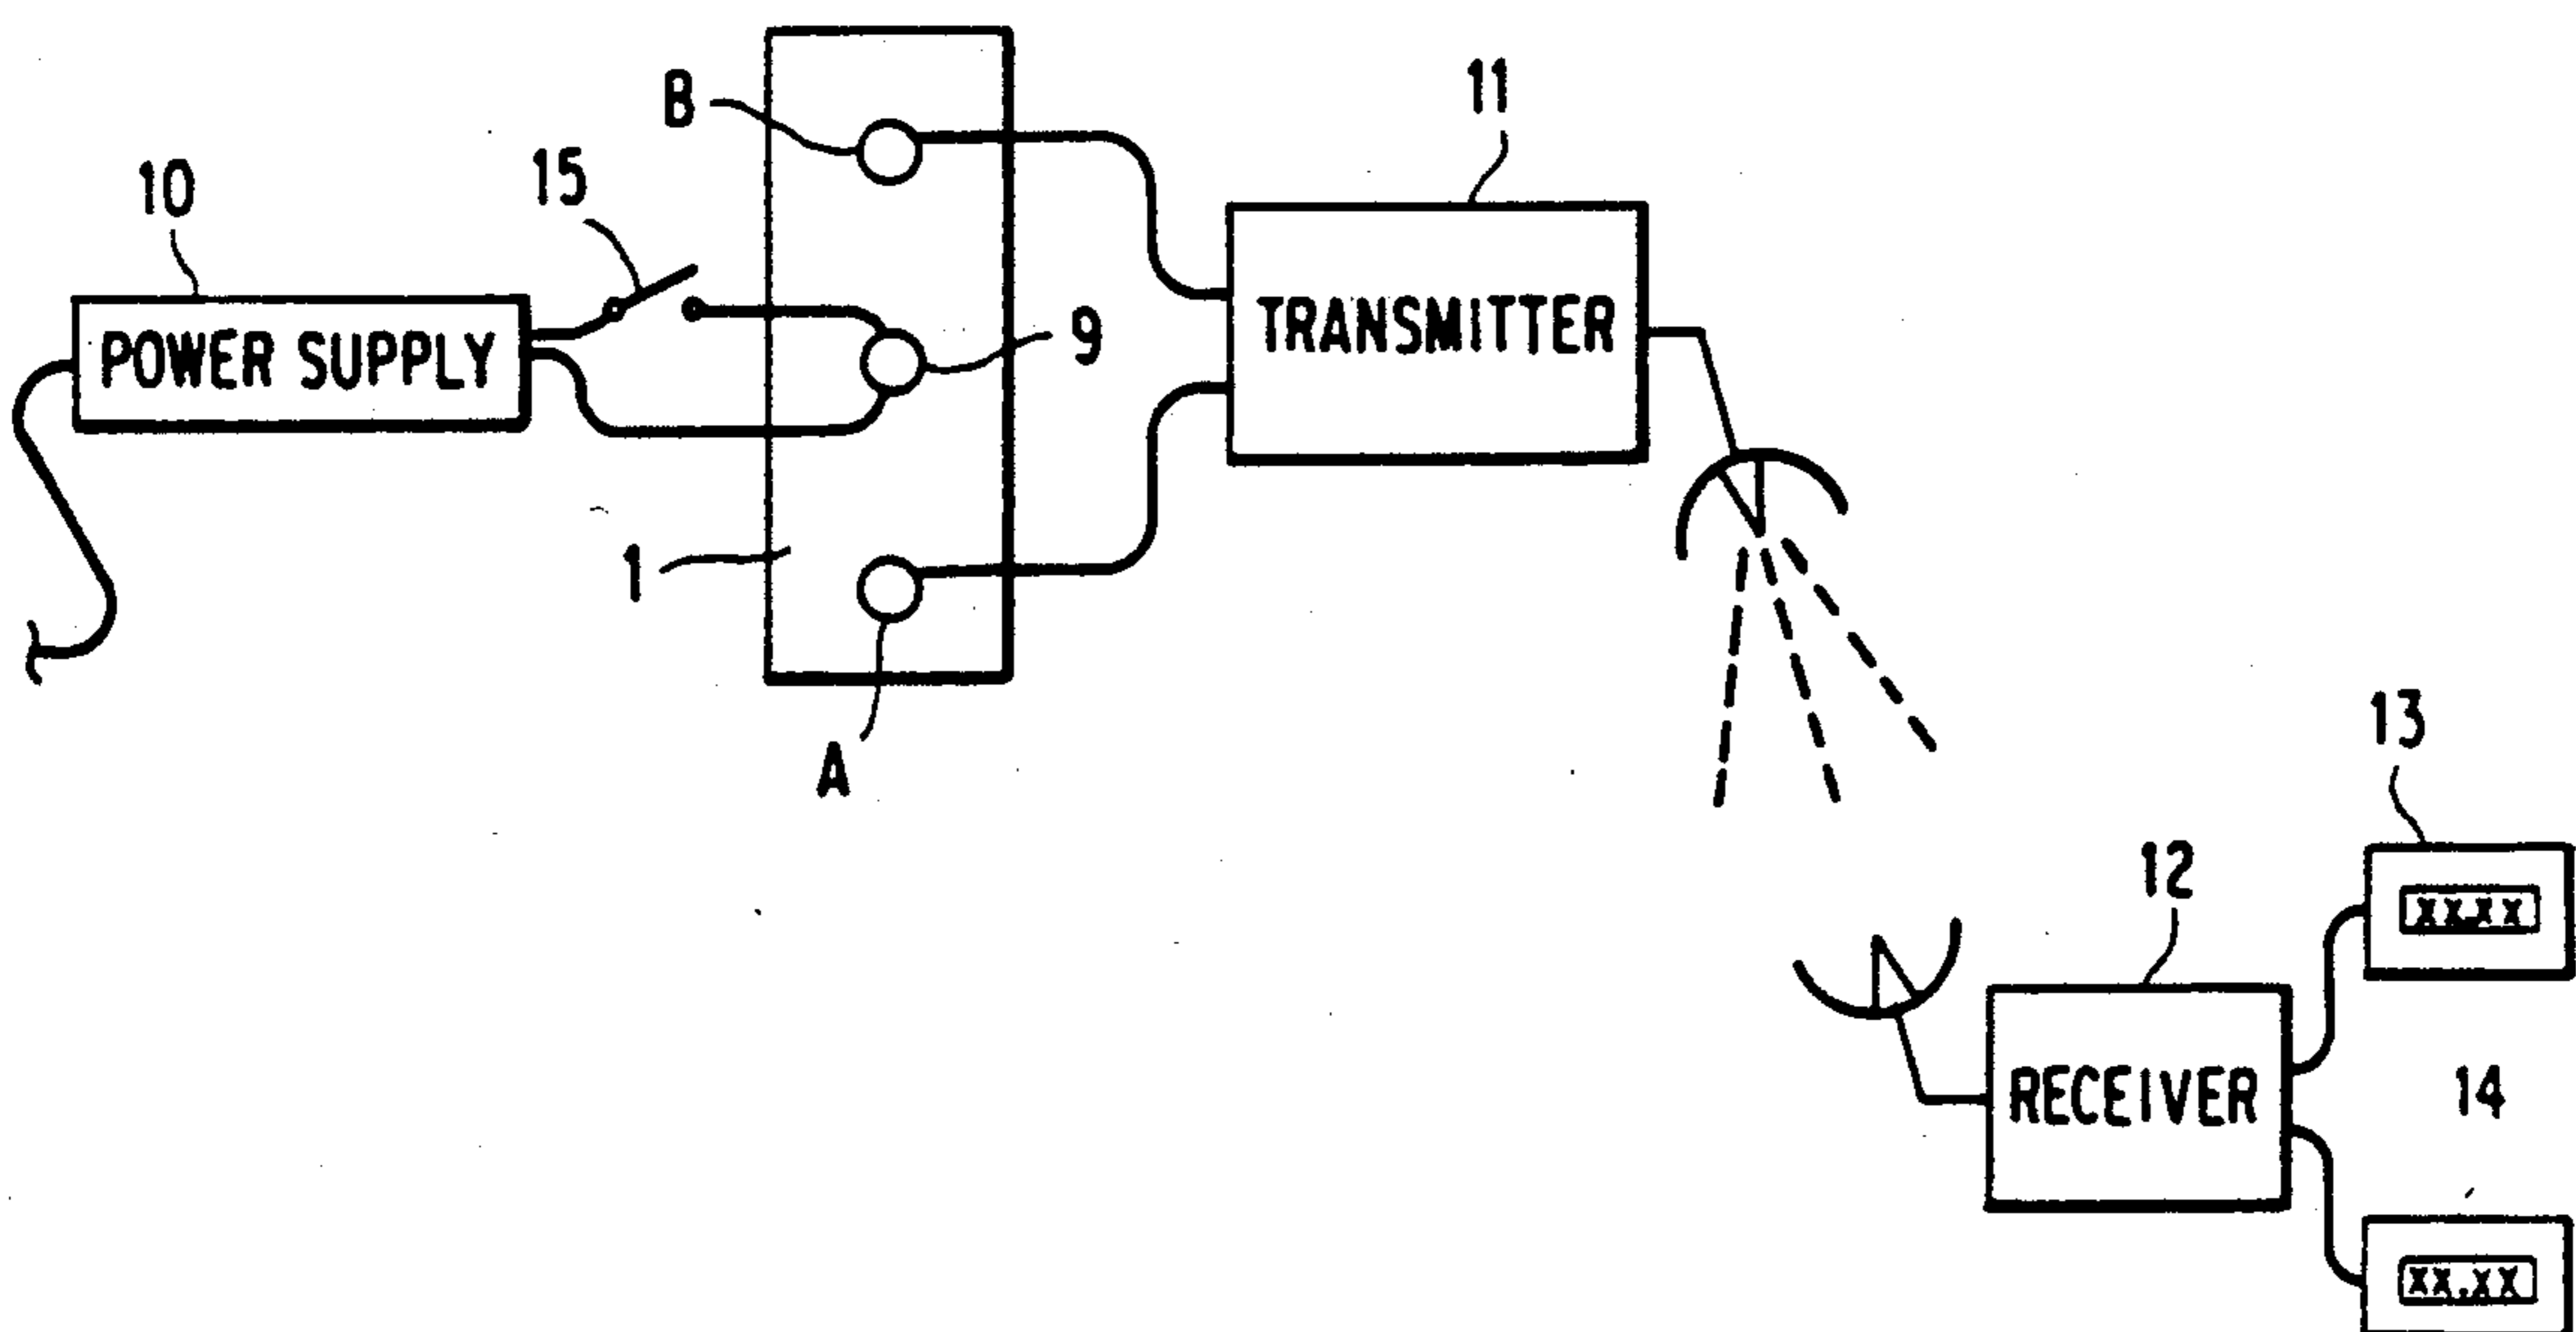 B
11
10
15
POWER SUPPLY
9
TRANSMITTER
1
A
13
12
XX.XX
RECEIVER
14
XX.XX